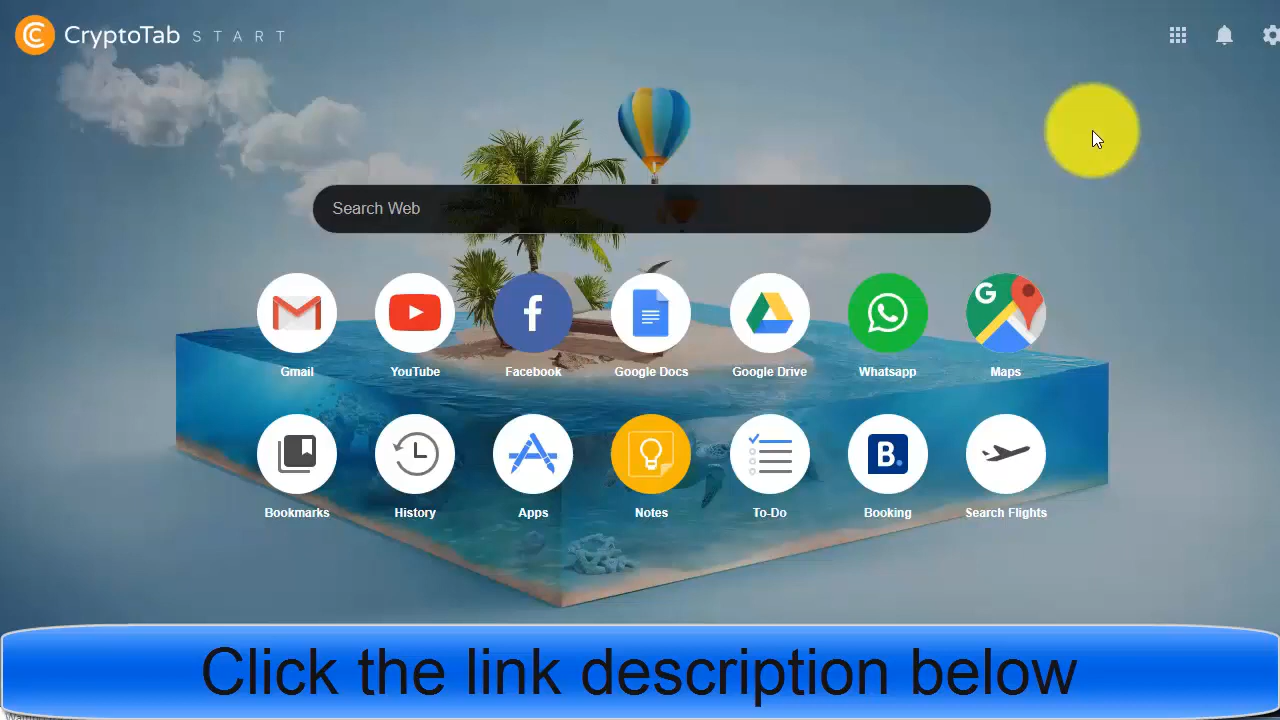 CryptoTab START
Search Web
Gmail YouTube Facebook Google Docs Google Drive Whatsapp Maps
Bookmarks History Apps Notes To-Do Booking Search Flights
Click the link description below